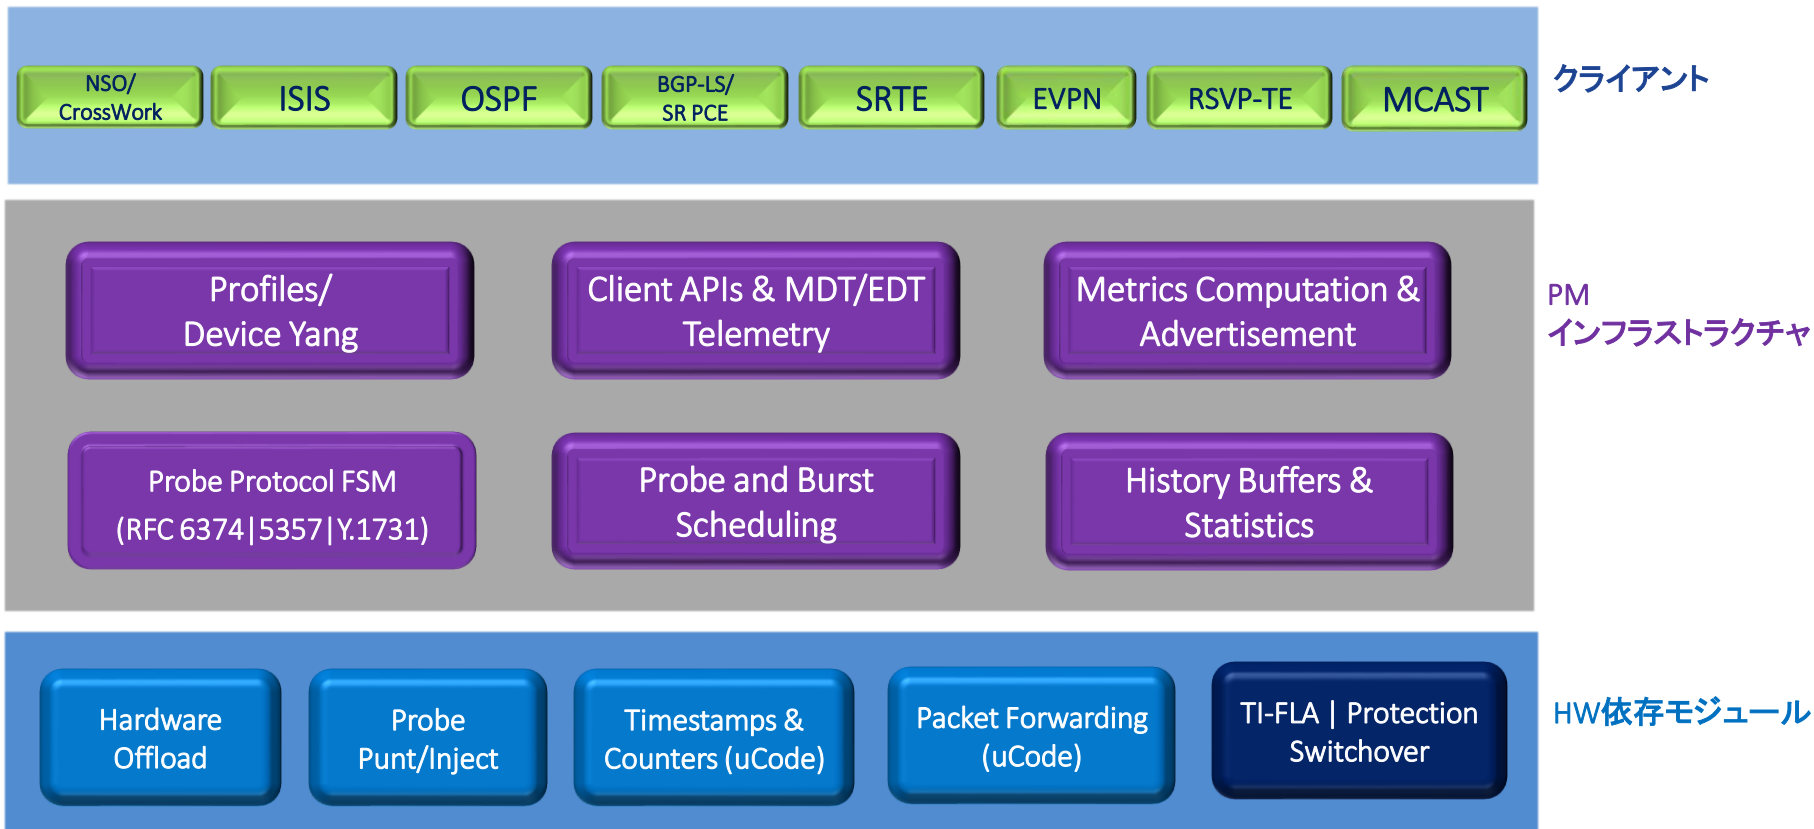 NSO/
CrossWork
ISIS
OSPF
BGP-LS/
SR PCE
SRTE
EVPN
RSVP-TE
MCAST
クライアント
Profiles/
Device Yang
Client APIs & MDT/EDT
Telemetry
Metrics Computation &
Advertisement
PM
インフラストラクチャ
Probe Protocol FSM
(RFC 6374|5357|Y.1731)
Probe and Burst
Scheduling
History Buffers &
Statistics
Hardware
Offload
Probe
Punt/Inject
Timestamps &
Counters (uCode)
Packet Forwarding
(uCode)
TI-FLA | Protection
Switchover
HW依存モジュール